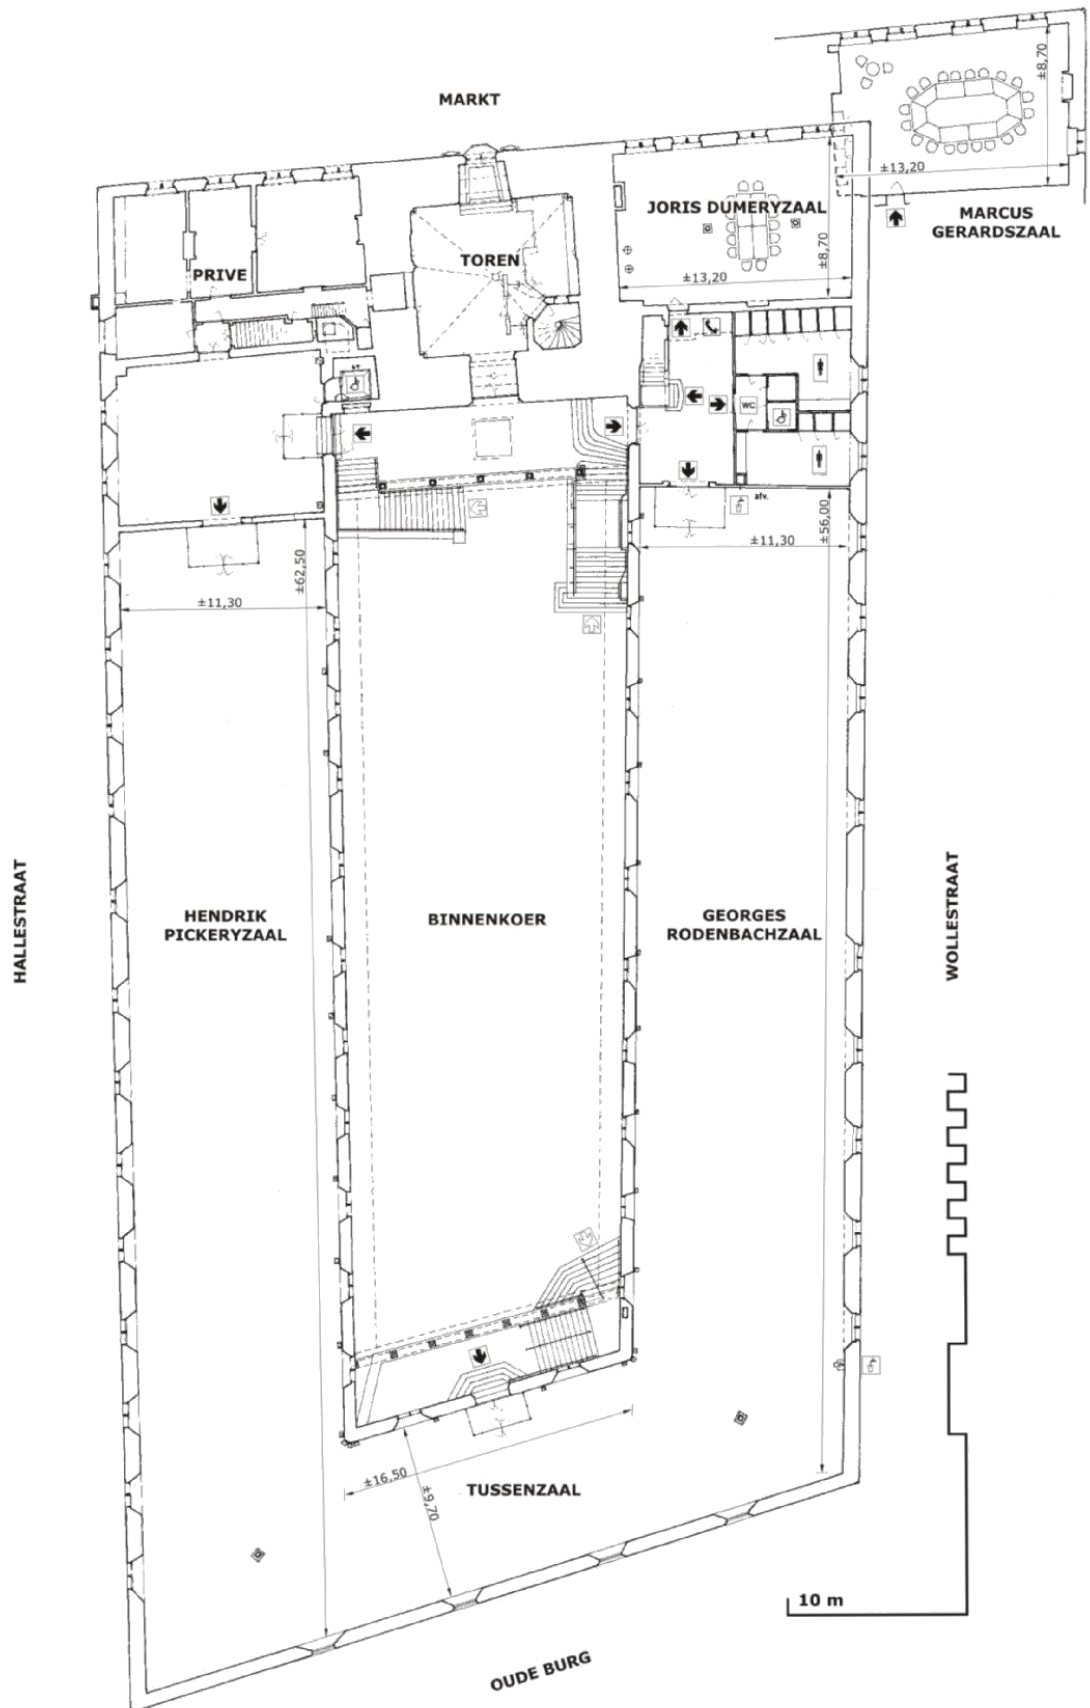 MARKT
±8,70
±13,20
MARCUS
GERARDSZAAL
JORIS DUMERYZAAL
±8,70
±13,20
TOREN
PRIVE
WC
afv.
±62,50
±11,30
±56,00
±11,30
HALLESTRAAT
HENDRIK
PICKERYZAAL
BINNENKOER
GEORGES
RODENBACHZAAL
WOLLESTRAAT
±16,50
±9,70
TUSSENZAAL
10 m
OUDE BURG